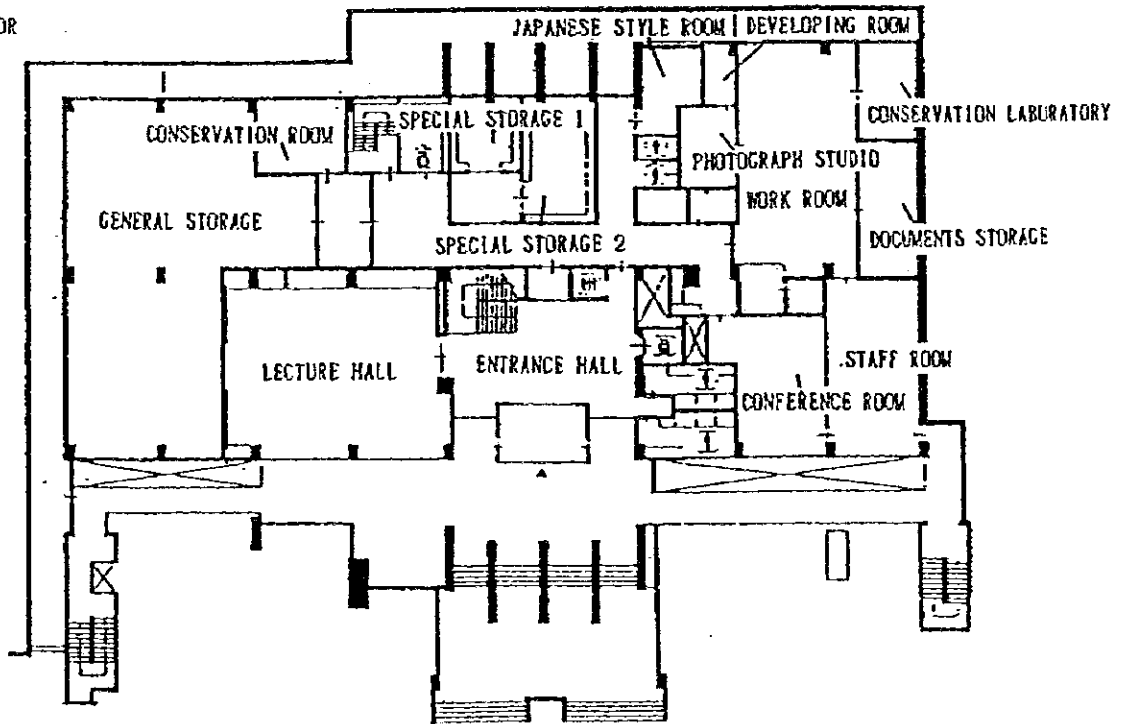 OR
JAPANESE STYLE ROOM | DEVELOPING ROOM
CONSERVATION ROOM
SPECIAL STORAGE 1
CONSERVATION LABURATORY
PHOTOGRAPH STUDIO
WORK ROOM
GENERAL STORAGE
SPECIAL STORAGE 2
DOCUMENTS STORAGE
LECTURE HALL
ENTRANCE HALL
STAFF ROOM
CONFERENCE ROOM